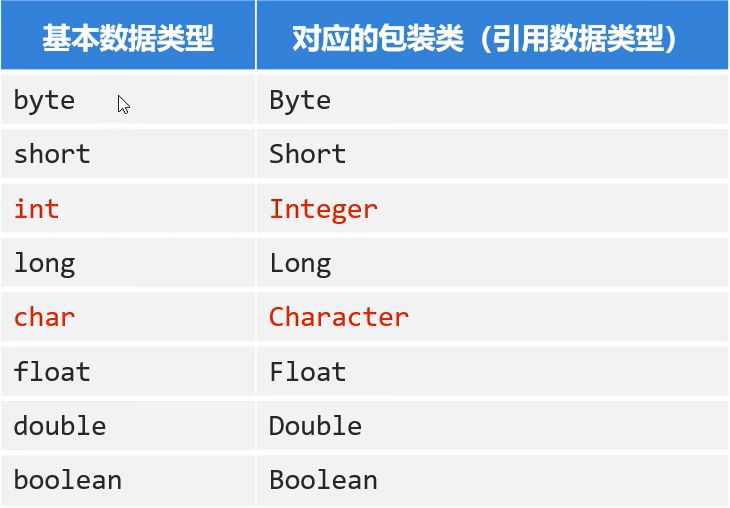 基本数据类型 对应的包装类（引用数据类型）
byte Byte
short Short
int Integer
long Long
char Character
float Float
double Double
boolean Boolean